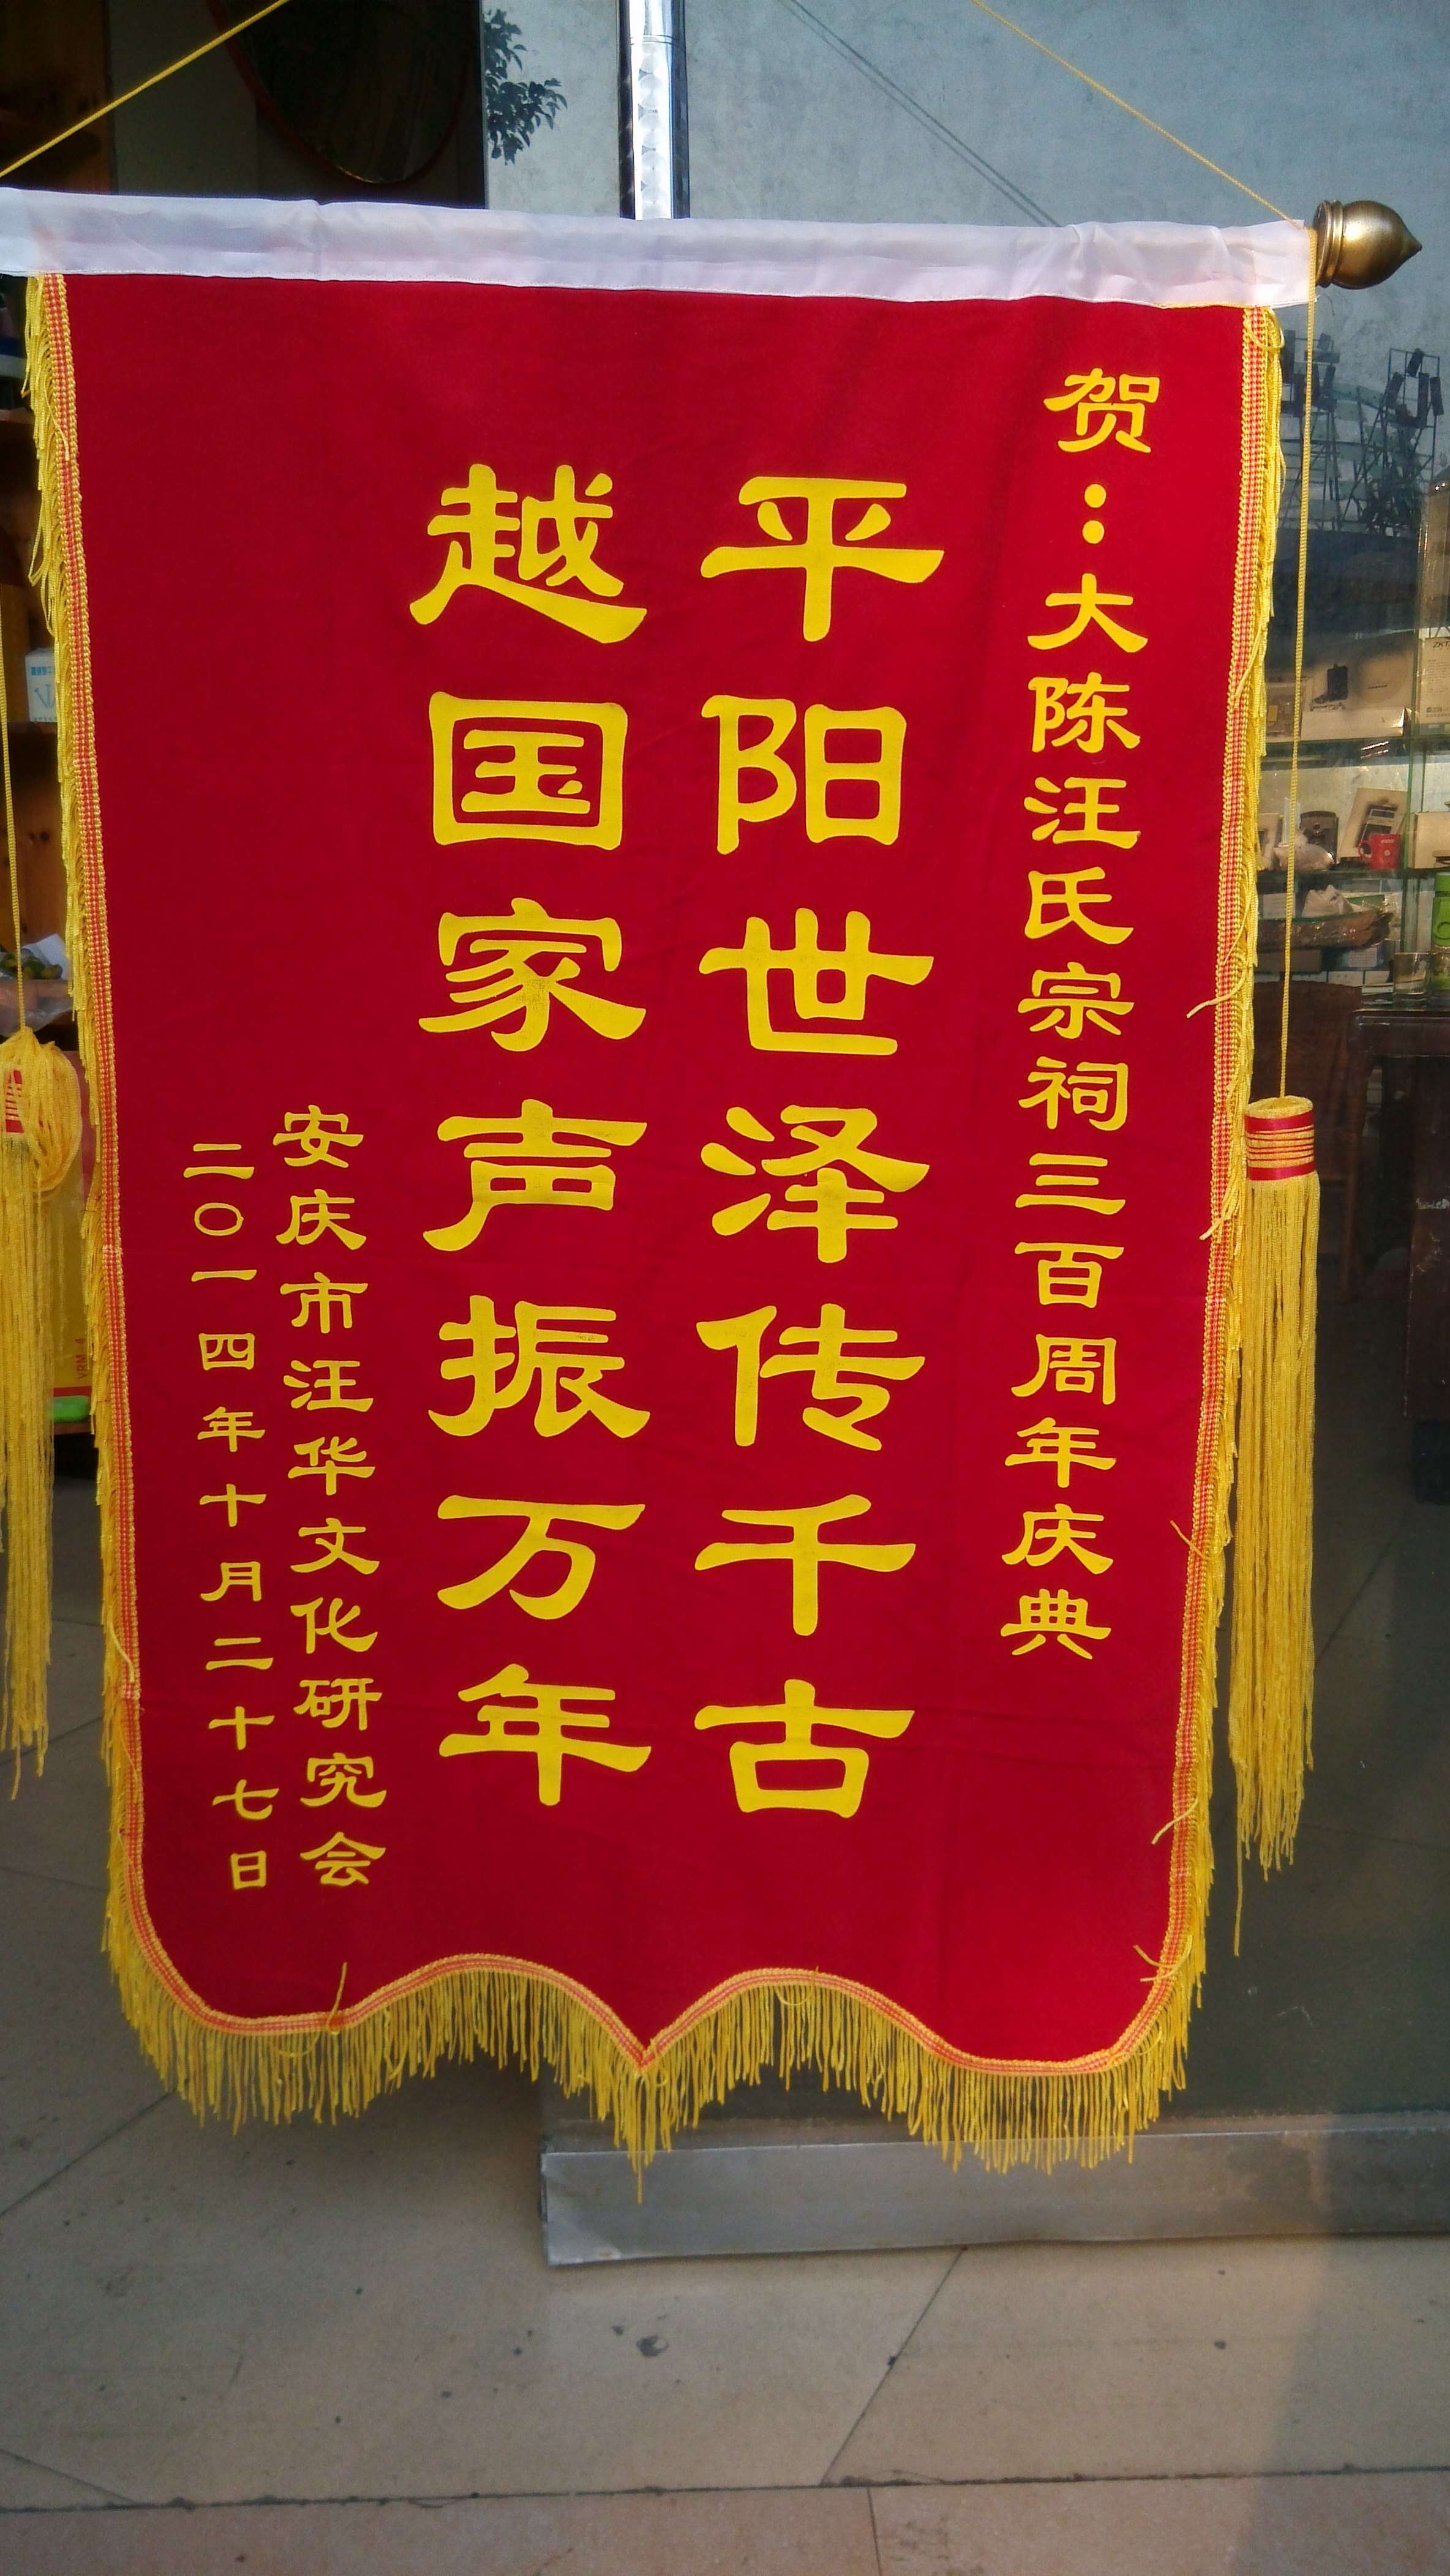 贺：大陈汪氏宗祠三百周年庆典
平阳世泽传千古
越国家声振万年
安庆市汪华文化研究会
二〇一四年十月二十七日